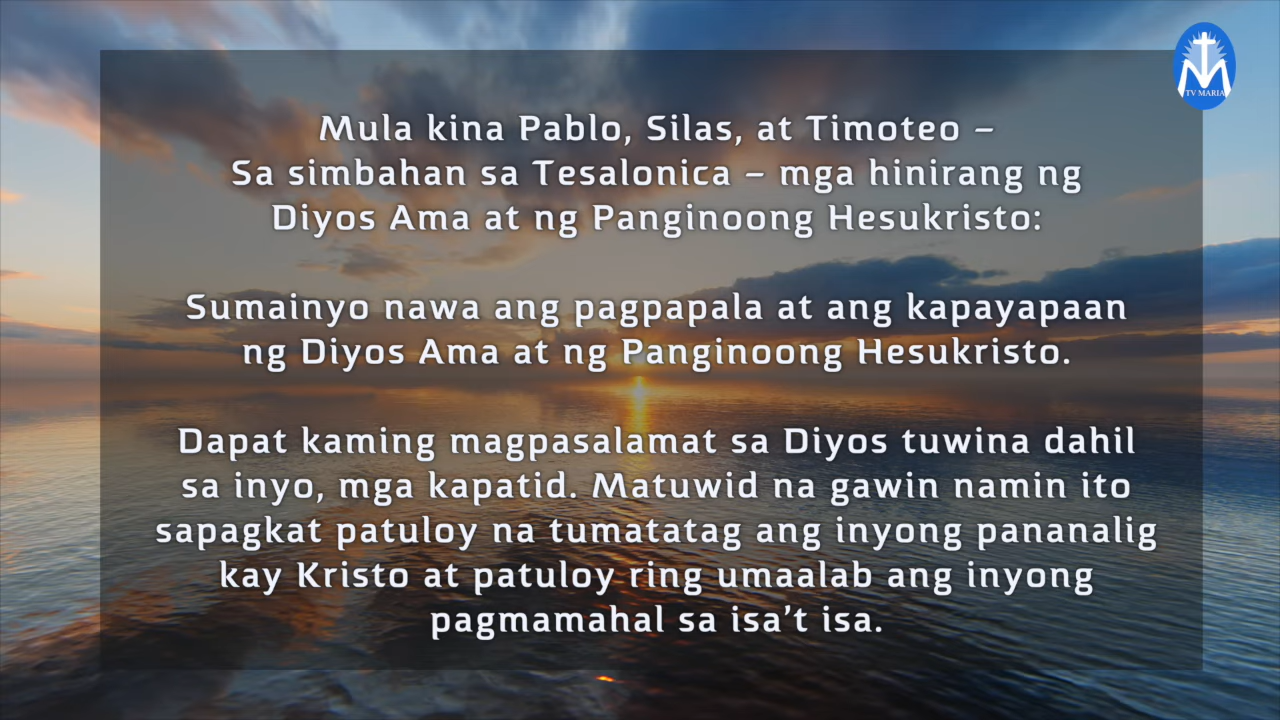 TV MARIA
Mula kina Pablo, Silas, at Timoteo –
Sa simbahan sa Tesalonica – mga hinirang ng
Diyos Ama at ng Panginoong Hesukristo:
Sumainyo nawa ang pagpapala at ang kapayapaan
ng Diyos Ama at ng Panginoong Hesukristo.
Dapat kaming magpasalamat sa Diyos tuwina dahil
sa inyo, mga kapatid. Matuwid na gawin namin ito
sapagkat patuloy na tumatatag ang inyong pananalig
kay Kristo at patuloy ring umaalab ang inyong
pagmamahal sa isa’t isa.